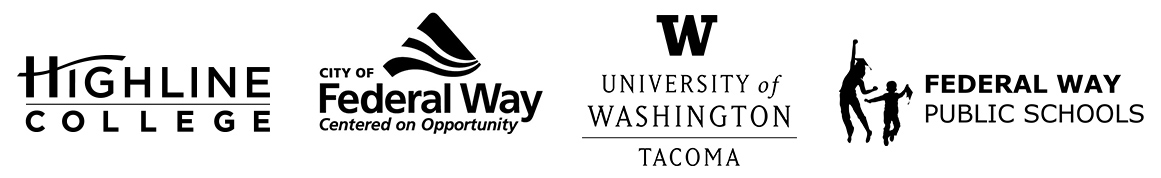 HIGHLINE
COLLEGE
CITY OF
Federal Way
Centered on Opportunity
W
UNIVERSITY of
WASHINGTON
TACOMA
FEDERAL WAY
PUBLIC SCHOOLS